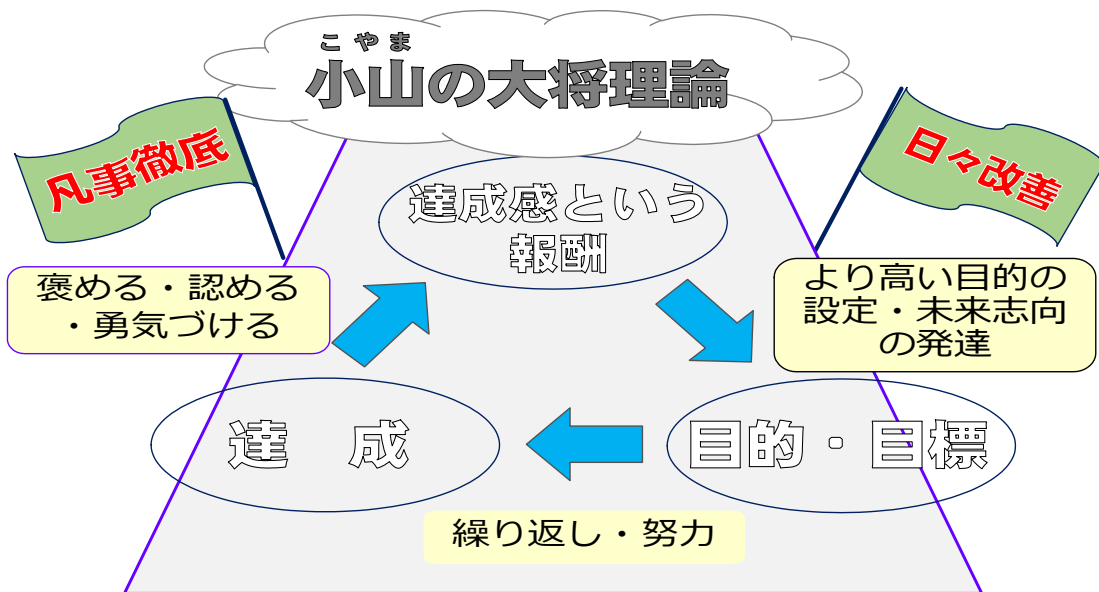 こやま
小山の大将理論
凡事徹底
日々改善
達成感という
報酬
褒める・認める
・勇気づける
より高い目的の
設定・未来志向
の発達
達　成
目的・目標
繰り返し・努力